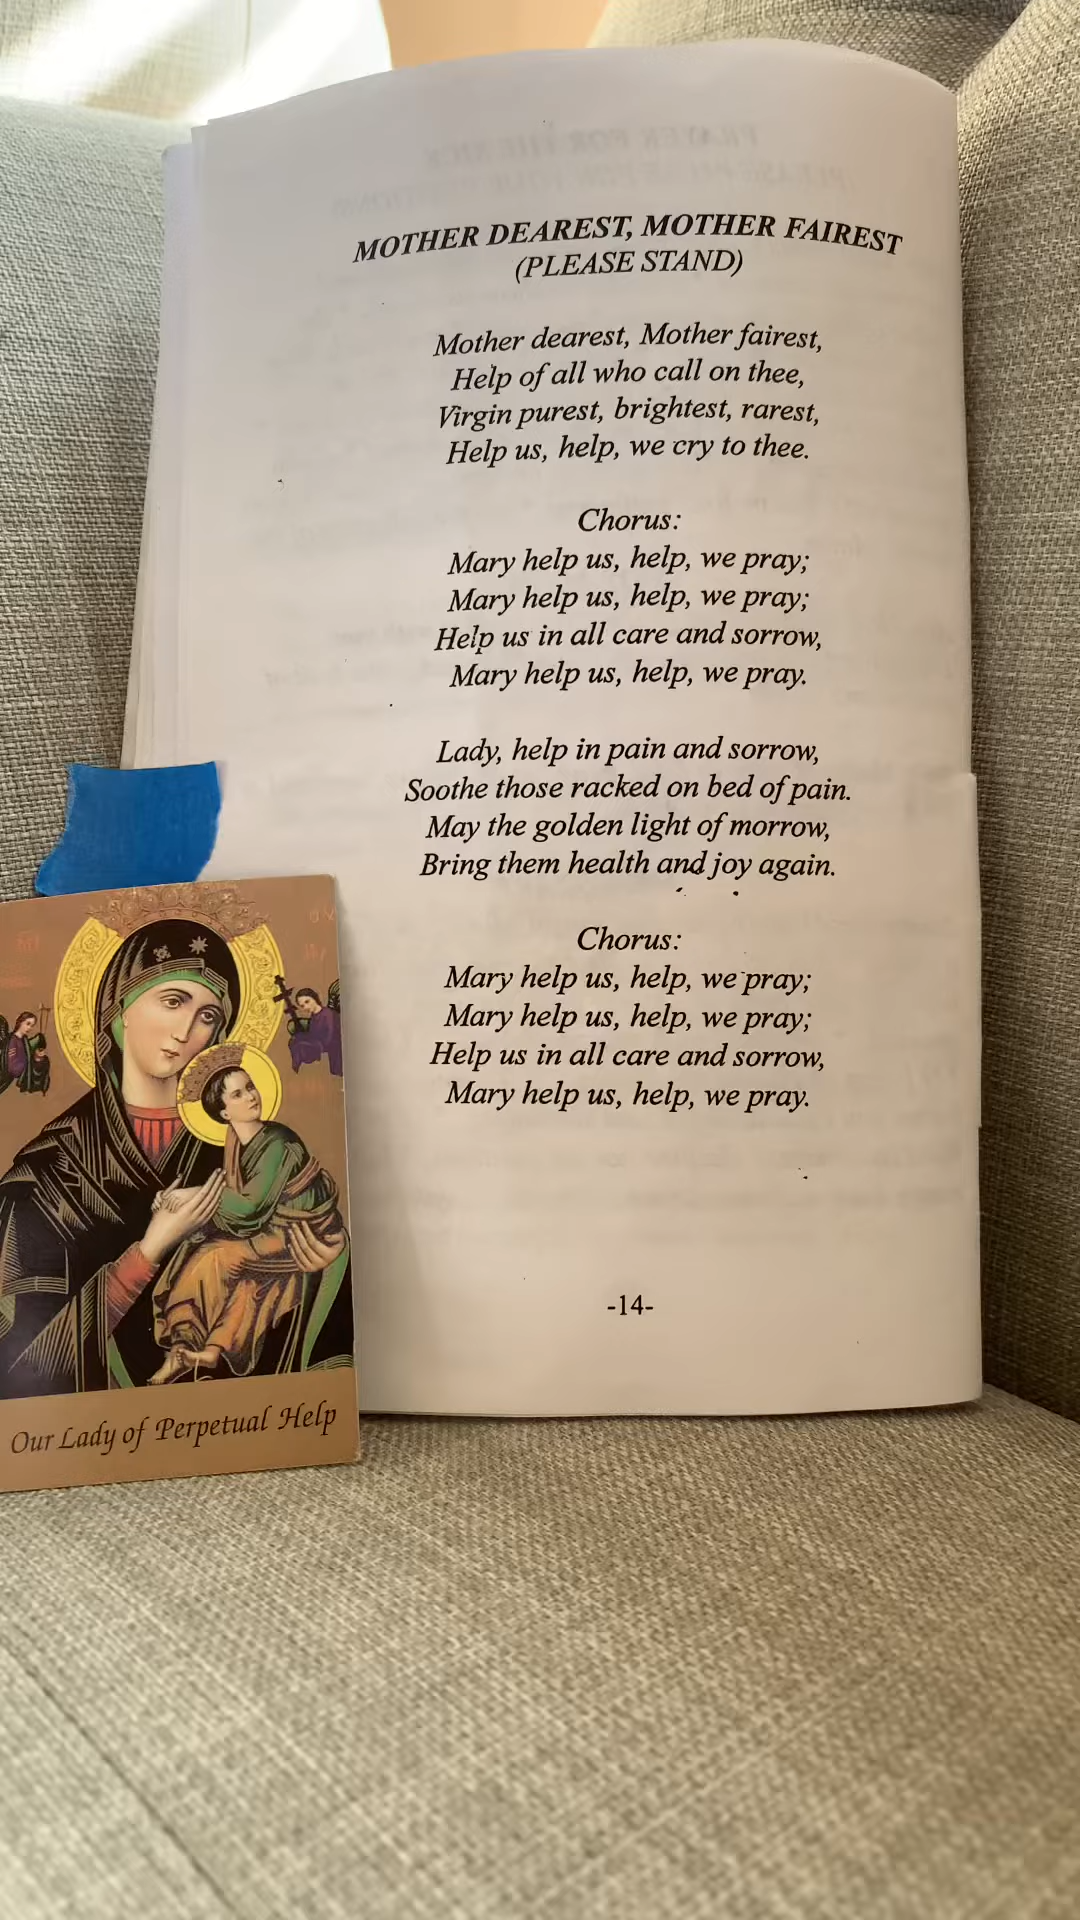 MOTHER DEAREST, MOTHER FAIREST
(PLEASE STAND)
Mother dearest, Mother fairest,
Help of all who call on thee,
Virgin purest, brightest, rarest,
Help us, help, we cry to thee.
Chorus:
Mary help us, help, we pray;
Mary help us, help, we pray;
Help us in all care and sorrow,
Mary help us, help, we pray.
Lady, help in pain and sorrow,
Soothe those racked on bed of pain.
May the golden light of morrow,
Bring them health and joy again.
Chorus:
Mary help us, help, we pray;
Mary help us, help, we pray;
Help us in all care and sorrow,
Mary help us, help, we pray.
-14-
Our Lady of Perpetual Help